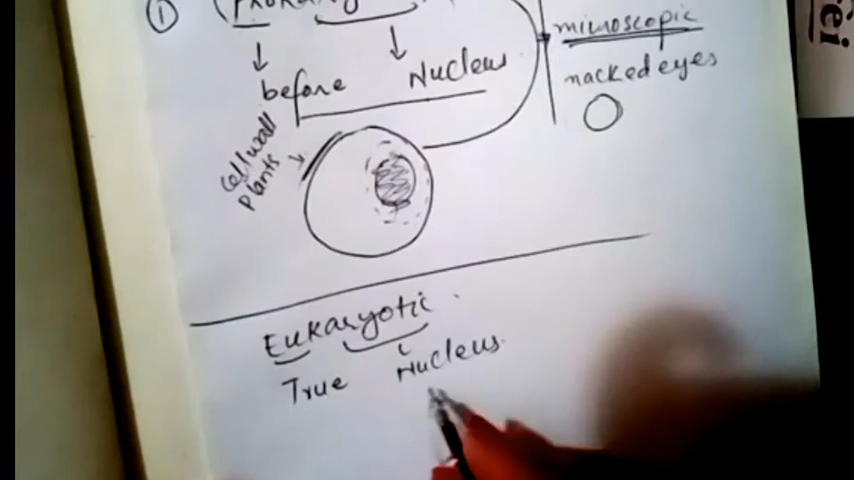 ①
microscopic
before Nucleus
nacked eyes
Cell wall
Plants
Eukaryotic
True Nucleus